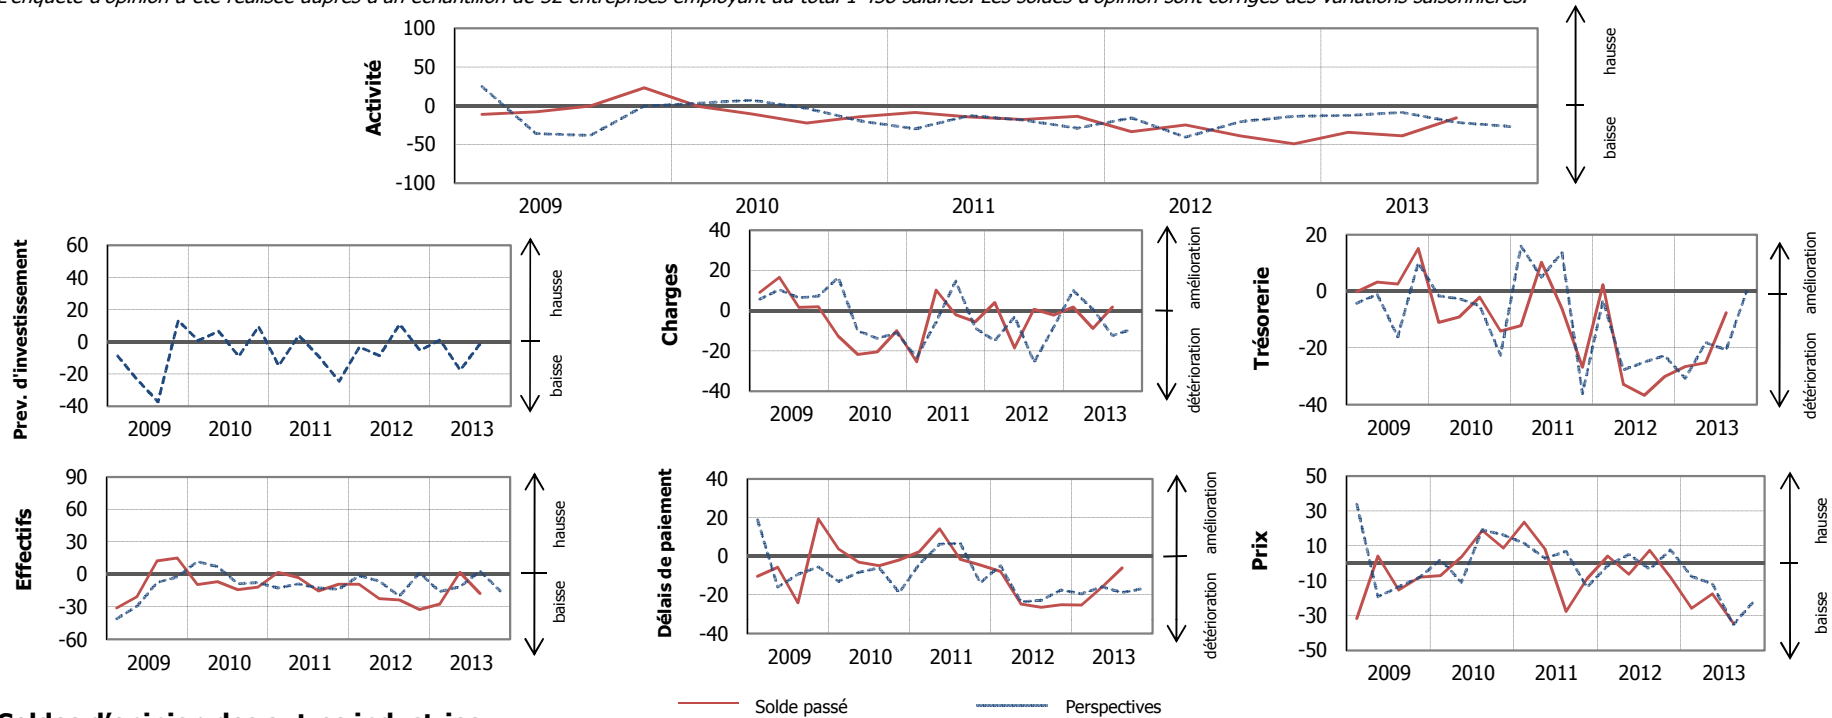 L'enquête d'opinion a été réalisée auprès d'un échantillon de 32 entreprises employant au total 1 450 salariés. Les soldes d'opinion sont corrigés des variations saisonnières.
Activité
100
50
0
-50
-100
2009 2010 2011 2012 2013
hausse
baisse
Prev. d'investissement
60
40
20
0
-20
-40
2009 2010 2011 2012 2013
hausse
baisse
Charges
40
20
0
-20
-40
2009 2010 2011 2012 2013
amélioration
détérioration
Trésorerie
20
0
-20
-40
2009 2010 2011 2012 2013
amélioration
détérioration
Effectifs
90
60
30
0
-30
-60
2009 2010 2011 2012 2013
hausse
baisse
Délais de paiement
40
20
0
-20
-40
2009 2010 2011 2012 2013
amélioration
détérioration
Prix
50
30
10
-10
-30
-50
2009 2010 2011 2012 2013
hausse
baisse
Solde passé Perspectives
Soldes d'opinion des autres industries